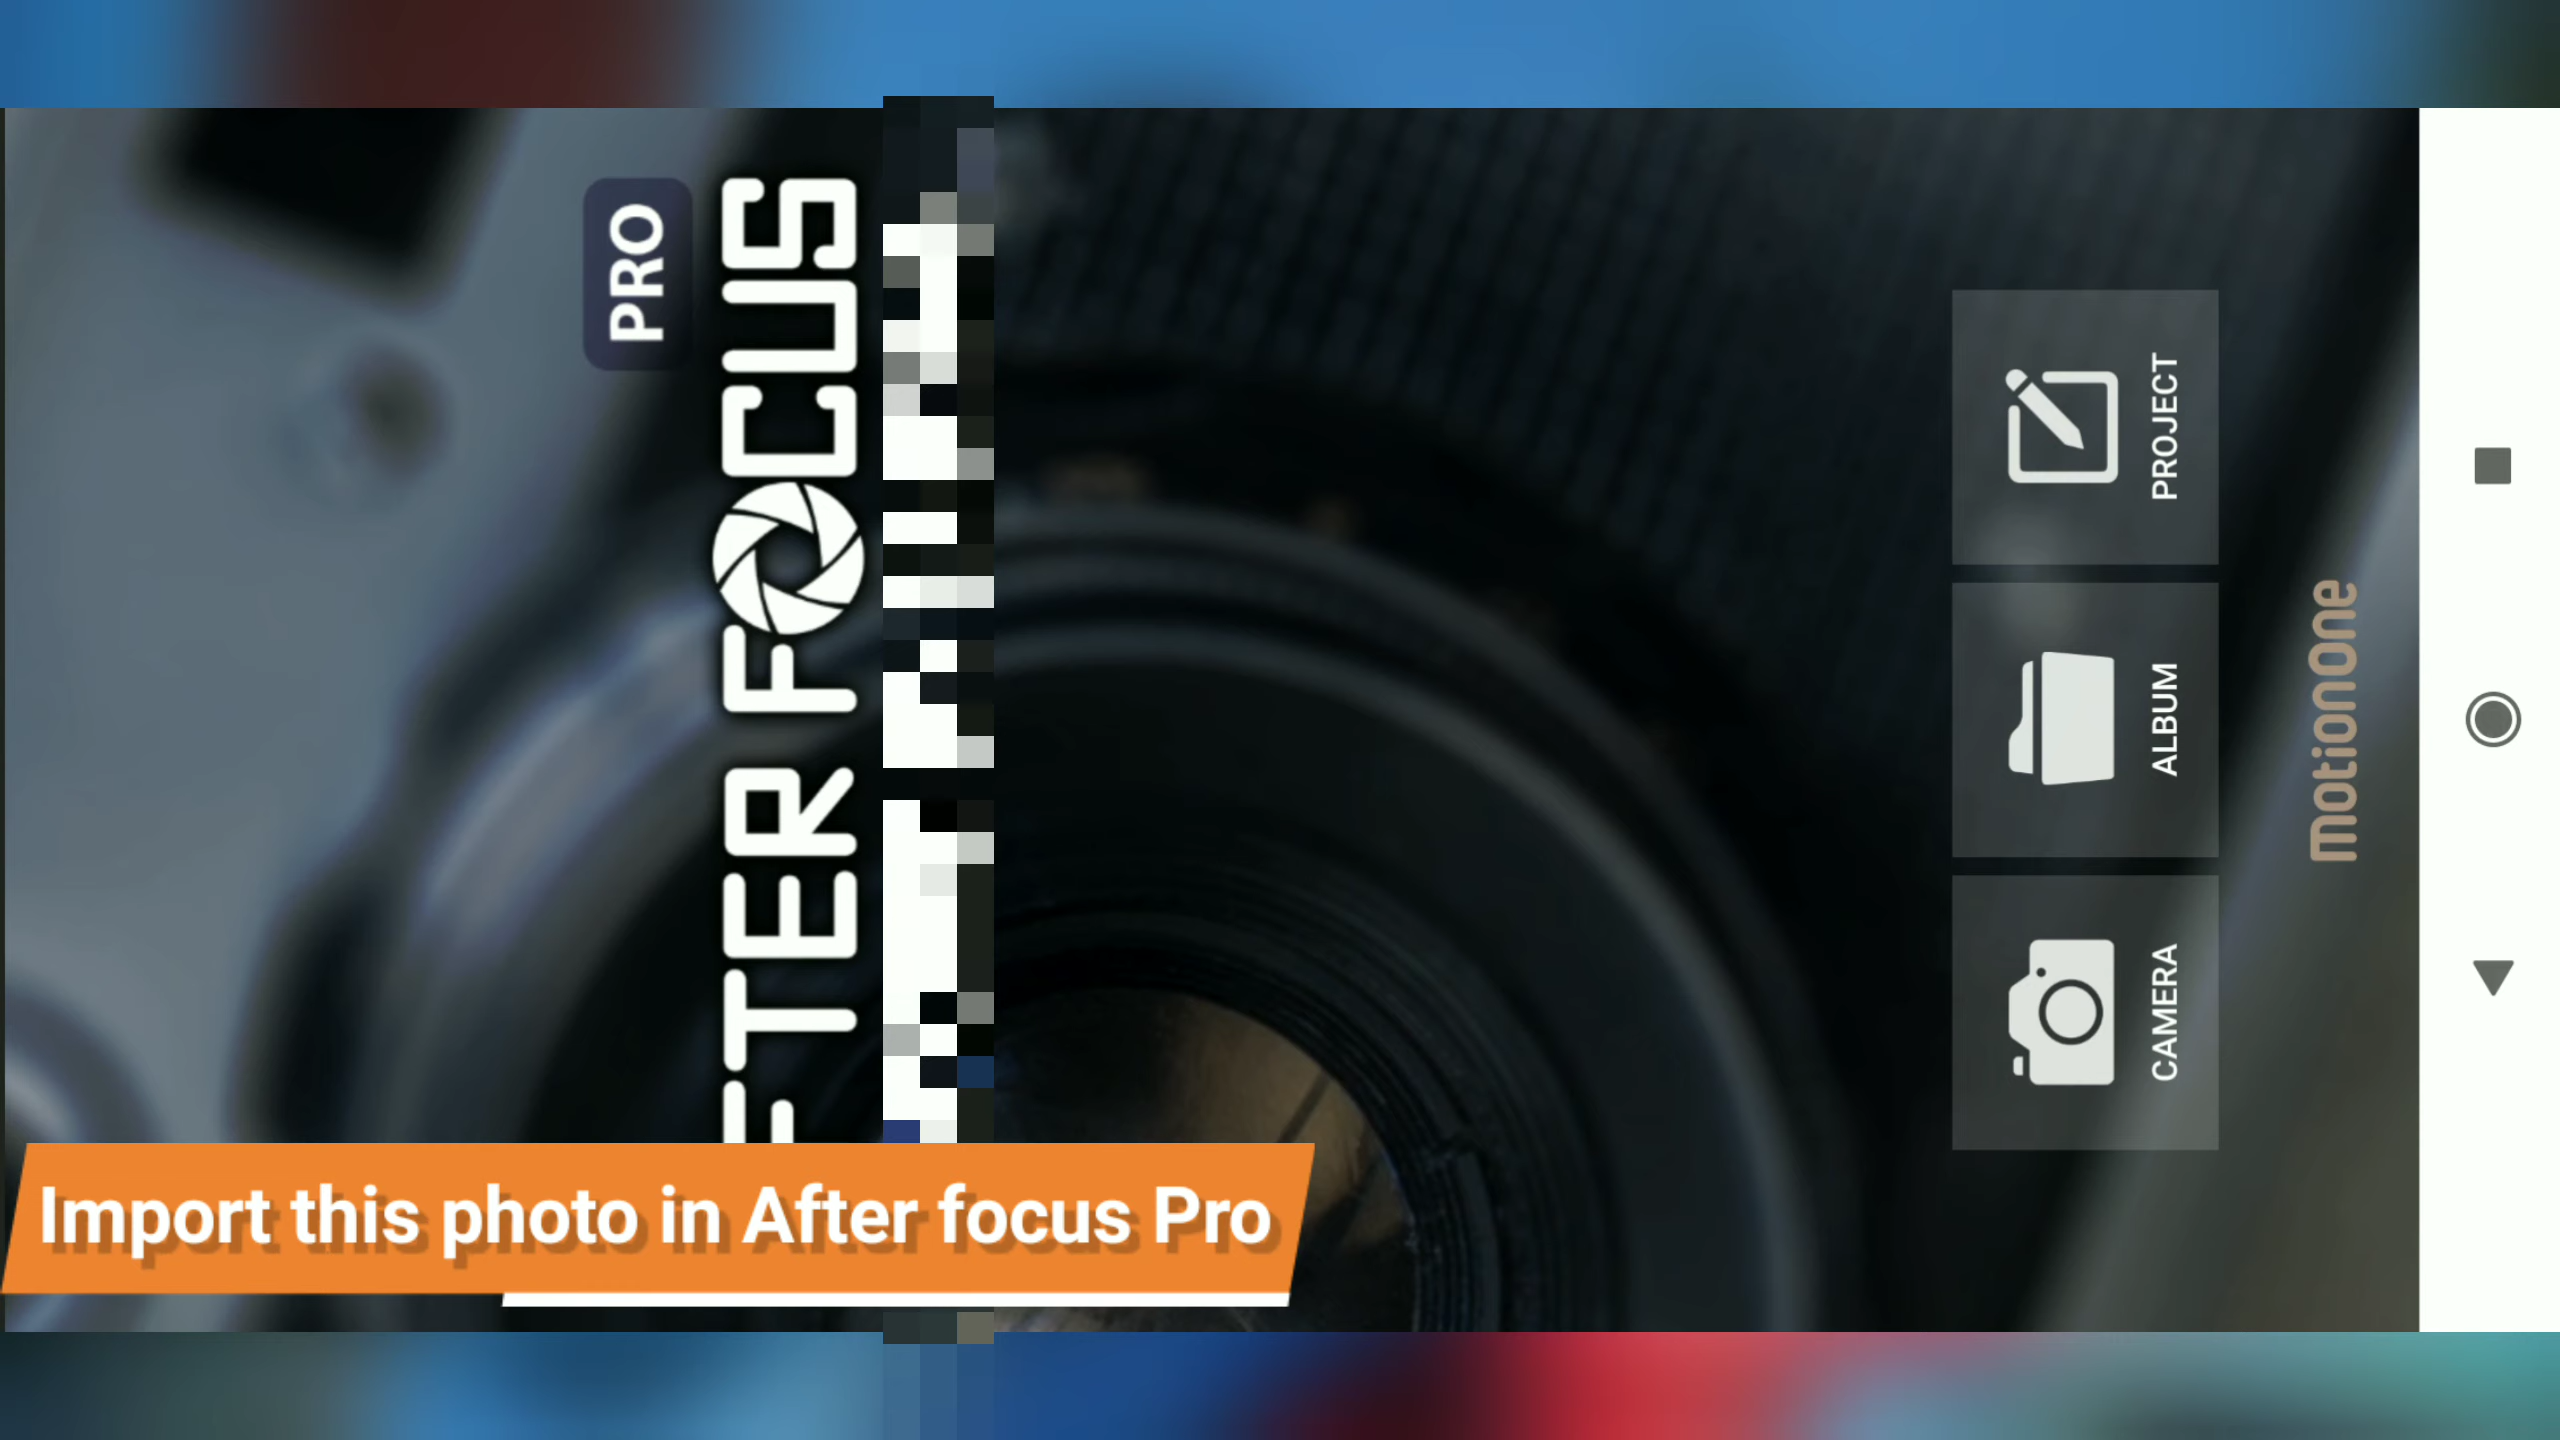 PRO
FTER FOCUS
PROJECT
ALBUM
CAMERA
motionone
Import this photo in After focus Pro